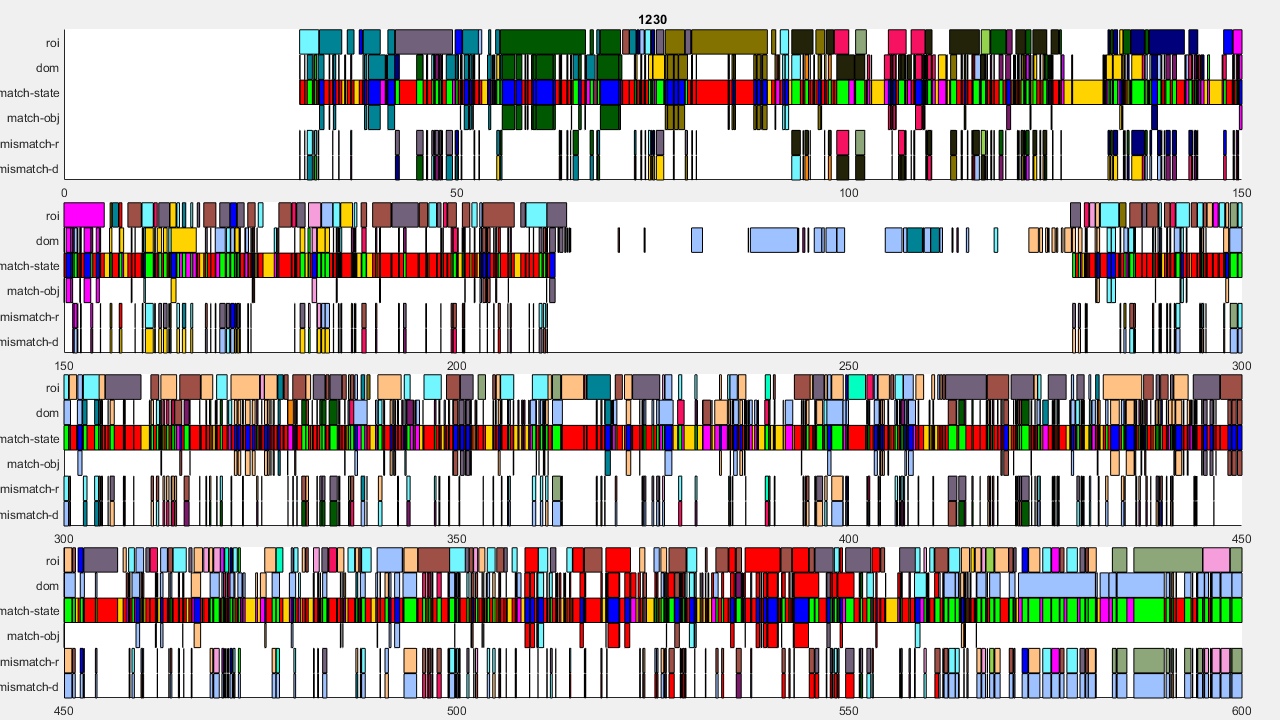 1230
roi
dom
match-state
match-obj
mismatch-r
mismatch-d
0 50 100 150
roi
dom
match-state
match-obj
mismatch-r
mismatch-d
150 200 250 300
roi
dom
match-state
match-obj
mismatch-r
mismatch-d
300 350 400 450
roi
dom
match-state
match-obj
mismatch-r
mismatch-d
450 500 550 600